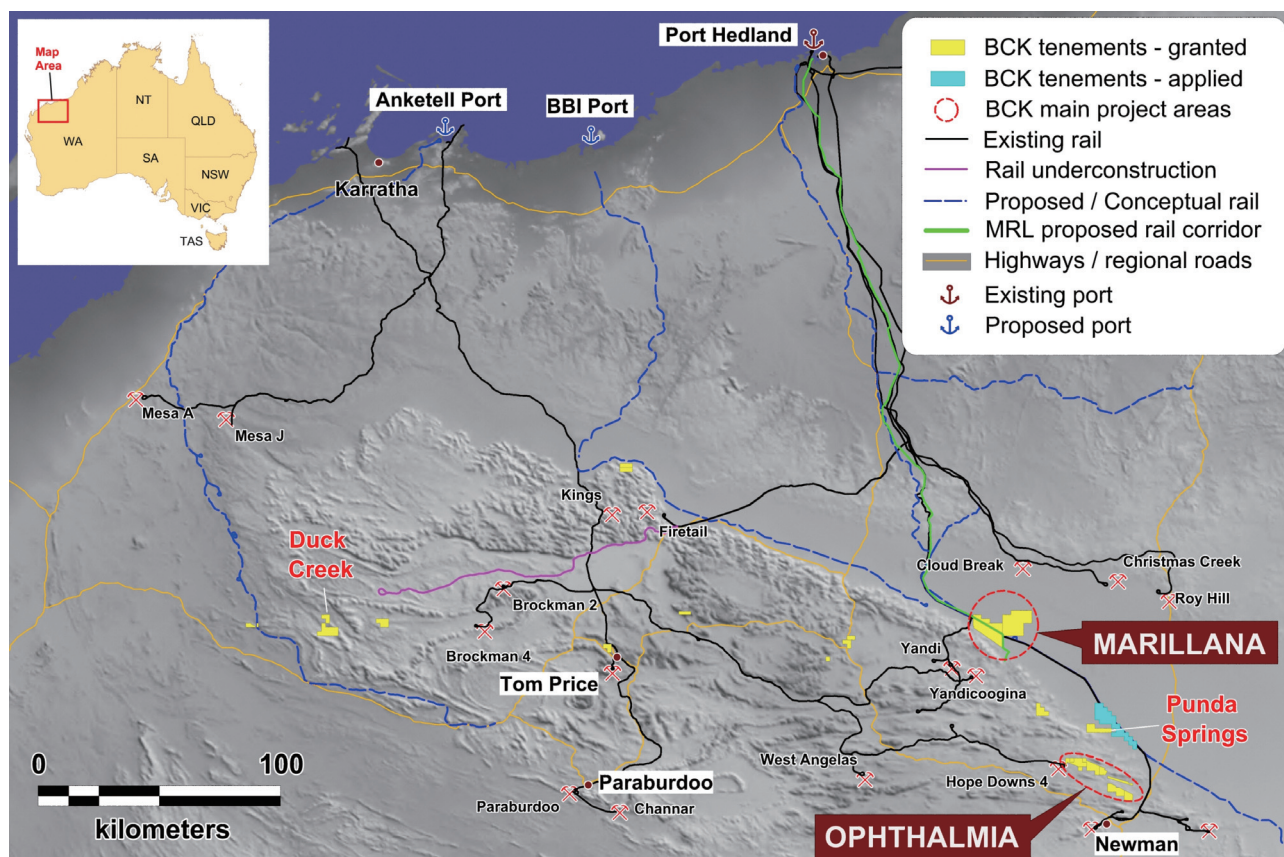 Map
Area
NT
QLD
WA
SA
NSW
VIC
TAS
Port Hedland
Anketell Port
BBI Port
Karratha
BCK tenements - granted
BCK tenements - applied
BCK main project areas
Existing rail
Rail underconstruction
Proposed / Conceptual rail
MRL proposed rail corridor
Highways / regional roads
Existing port
Proposed port
Mesa A
Mesa J
Kings
Firetail
Duck
Creek
Cloud Break
Christmas Creek
Roy Hill
Brockman 2
Brockman 4
MARILLANA
Yandi
Yandicoogina
Tom Price
Punda
Springs
West Angelas
Hope Downs 4
0
100
kilometers
Paraburdoo
Paraburdoo
Channar
OPHTHALMIA
Newman